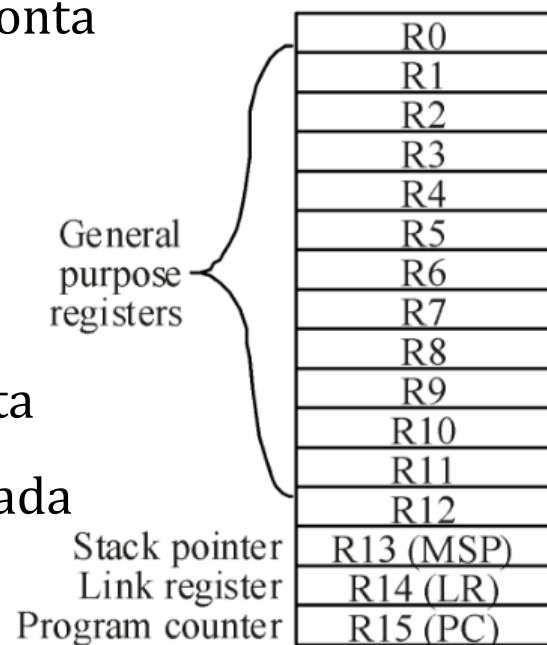 onta
R0
R1
R2
R3
R4
R5
General
purpose
registers
R6
R7
R8
R9
ta
R10
R11
ada
R12
Stack pointer R13 (MSP)
Link register R14 (LR)
Program counter R15 (PC)